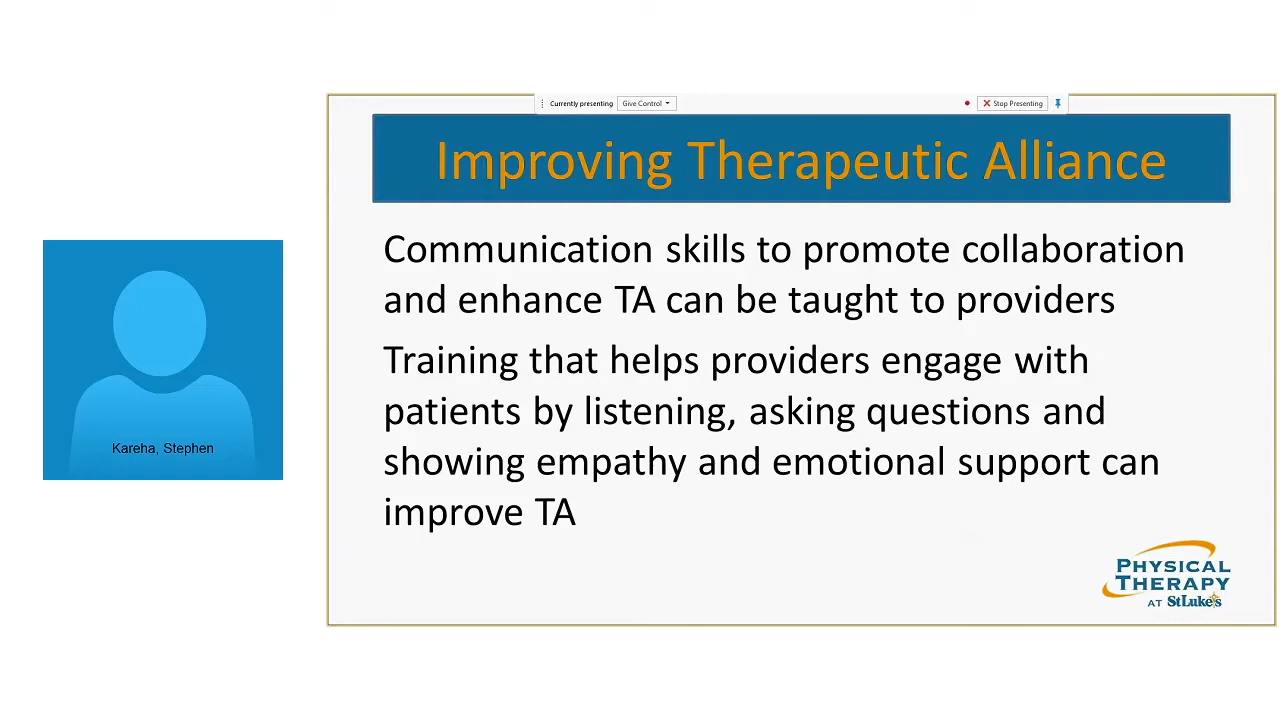 Currently presenting Give Control Stop Presenting
Improving Therapeutic Alliance
Communication skills to promote collaboration
and enhance TA can be taught to providers
Training that helps providers engage with
patients by listening, asking questions and
showing empathy and emotional support can
improve TA
Kareha, Stephen
PHYSICAL
THERAPY
AT StLuke's